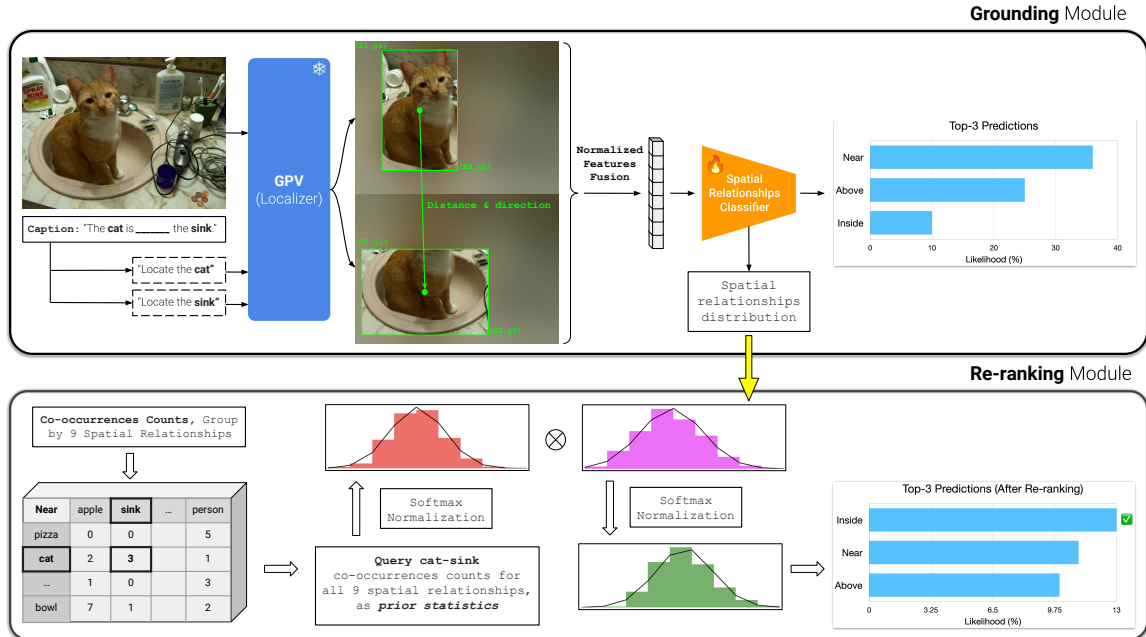 Grounding Module
SPRAY
NINE
Caption: "The cat is _______ the sink."
"Locate the cat"
"Locate the sink"
GPV
(Localizer)
(X1,y1)
(X2,y2)
Distance & direction
(X1,y1)
(X2,y2)
Normalized
Features
Fusion
Spatial
Relationships
Classifier
Spatial
relationships
distribution
Top-3 Predictions
Near
Above
Inside
0 10 20 30 40
Likelihood (%)
Re-ranking Module
Co-occurrences Counts, Group
by 9 Spatial Relationships
Near apple sink … person
pizza 0 0 5
cat 2 3 1
… 1 0 3
bowl 7 1 2
Softmax
Normalization
Query cat-sink
co-occurrences counts for
all 9 spatial relationships,
as prior statistics
Softmax
Normalization
Top-3 Predictions (After Re-ranking)
Inside
Near
Above
0 3.25 6.5 9.75 13
Likelihood (%)